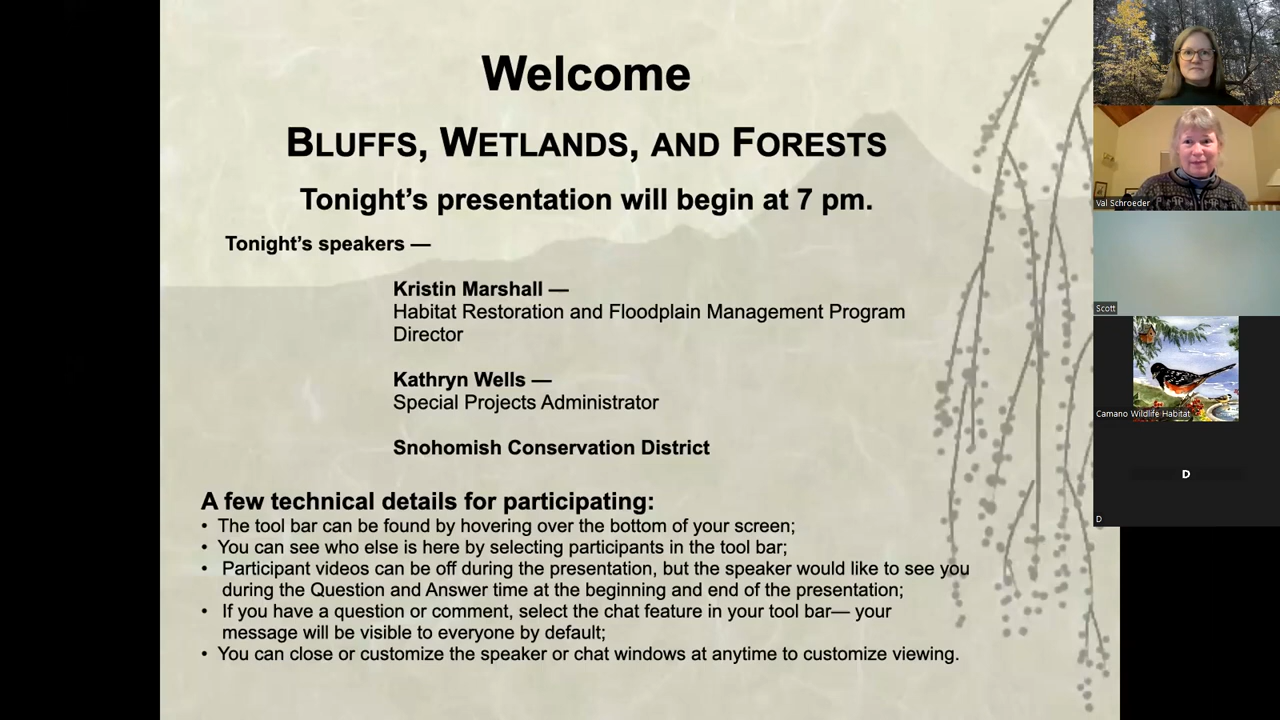 Welcome
BLUFFS, WETLANDS, AND FORESTS
Tonight's presentation will begin at 7 pm.
Tonight's speakers —
Kristin Marshall —
Habitat Restoration and Floodplain Management Program
Director
Kathryn Wells —
Special Projects Administrator
Snohomish Conservation District
A few technical details for participating:
• The tool bar can be found by hovering over the bottom of your screen;
• You can see who else is here by selecting participants in the tool bar;
• Participant videos can be off during the presentation, but the speaker would like to see you
during the Question and Answer time at the beginning and end of the presentation;
• If you have a question or comment, select the chat feature in your tool bar— your
message will be visible to everyone by default;
• You can close or customize the speaker or chat windows at anytime to customize viewing.
Val Schroeder
Scott
Camano Wildlife Habitat
D
D